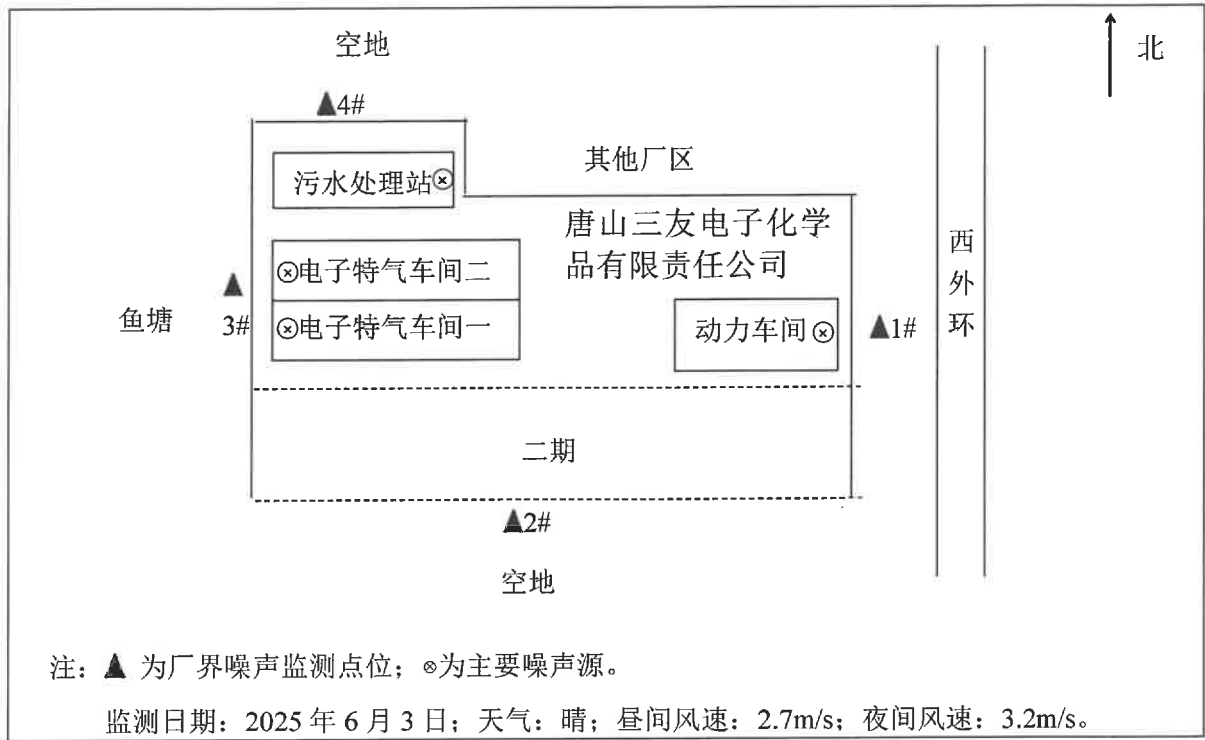 空地
北
▲4#
其他厂区
污水处理站⊗
唐山三友电子化学
品有限责任公司
西外环
⊗电子特气车间二
▲
3#
鱼塘
⊗电子特气车间一
动力车间⊗
▲1#
二期
▲2#
空地
注：▲ 为厂界噪声监测点位；⊗为主要噪声源。
监测日期：2025 年 6 月 3 日；天气：晴；昼间风速：2.7m/s；夜间风速：3.2m/s。